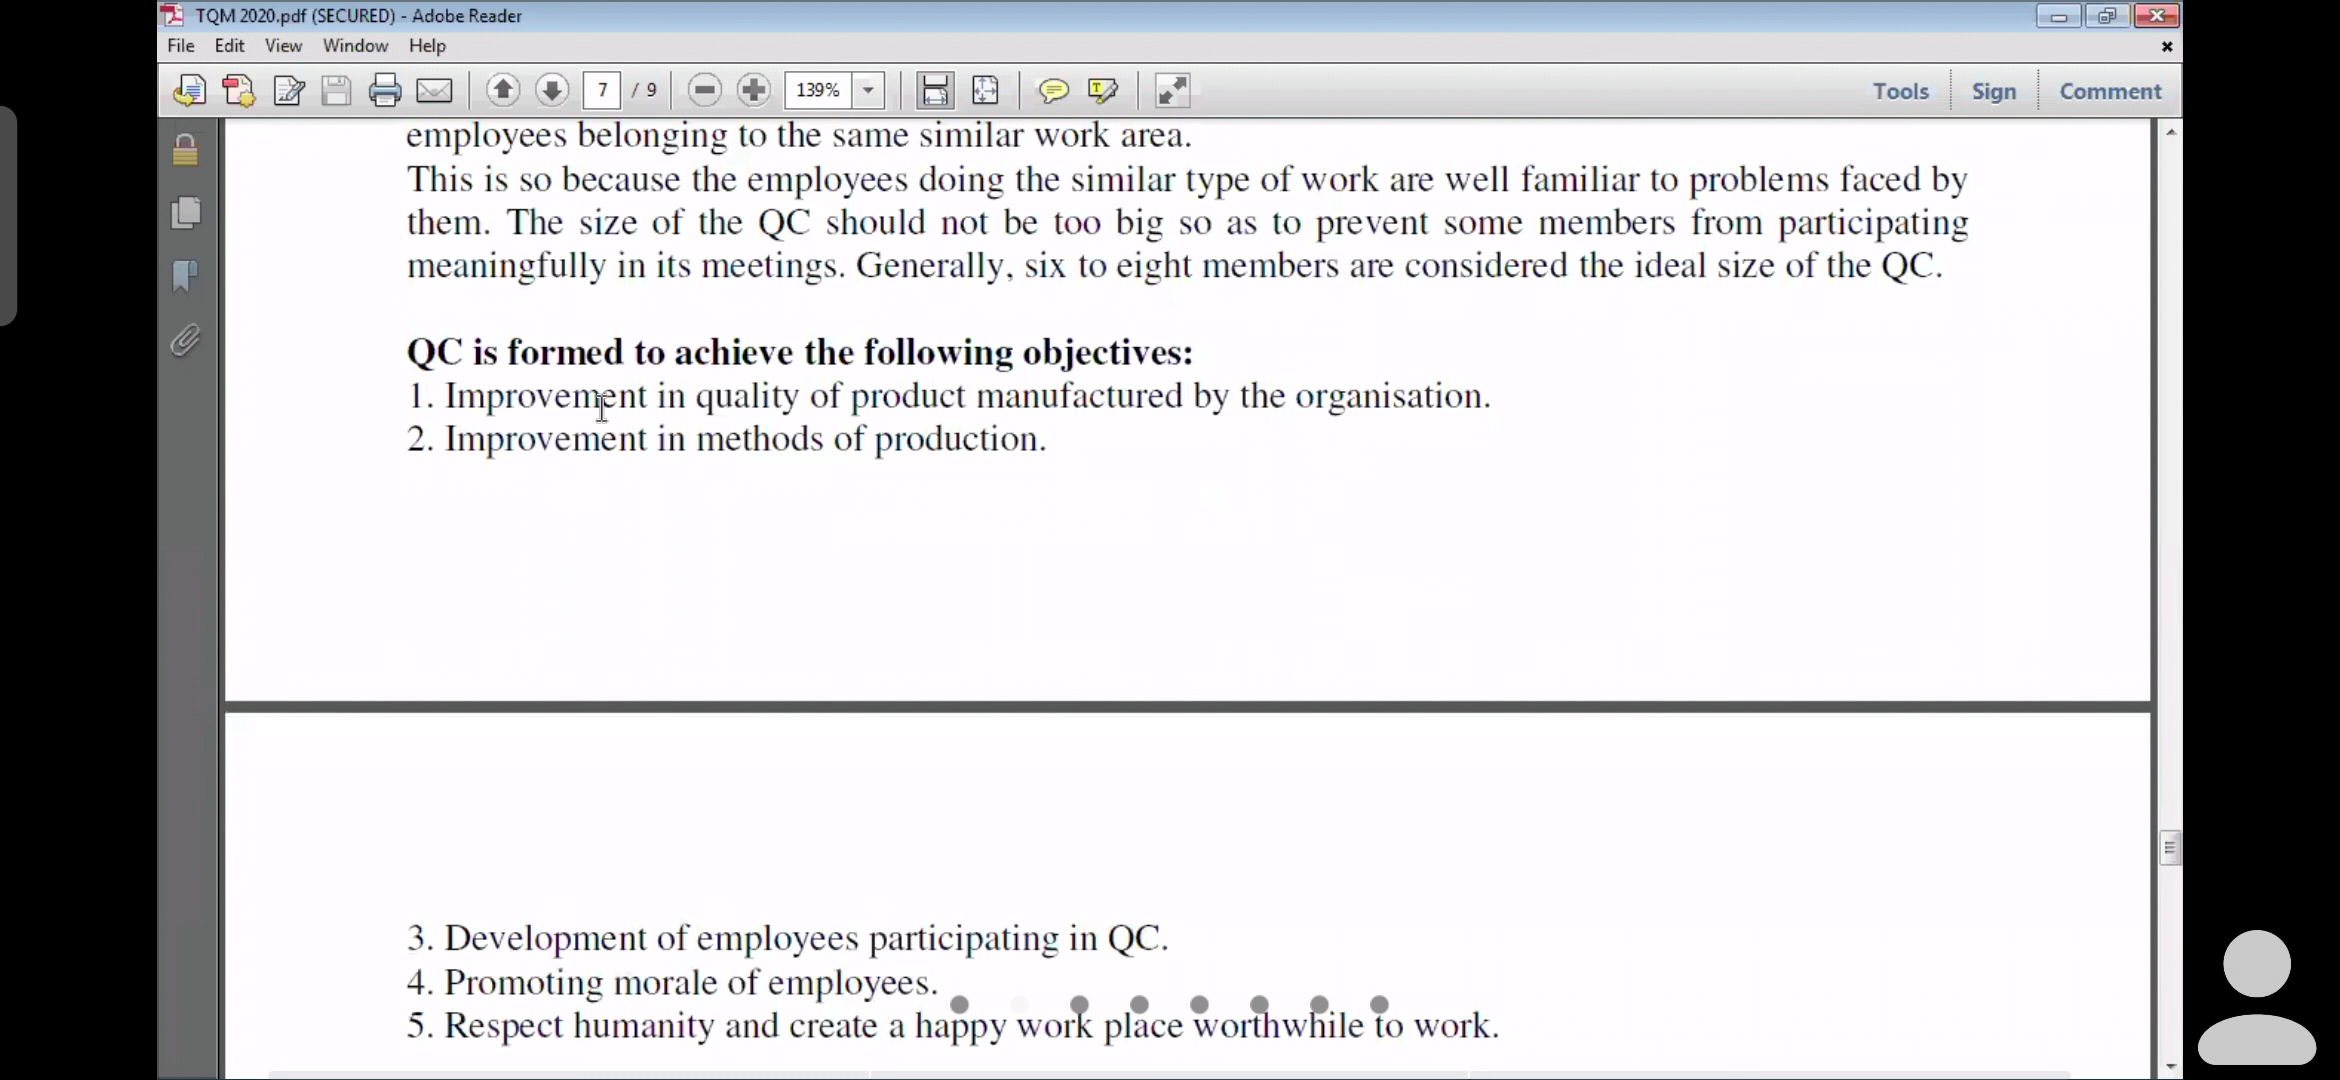 TQM 2020.pdf (SECURED) - Adobe Reader
File Edit View Window Help
7 / 9 139% Tools Sign Comment
employees belonging to the same similar work area.
This is so because the employees doing the similar type of work are well familiar to problems faced by
them. The size of the QC should not be too big so as to prevent some members from participating
meaningfully in its meetings. Generally, six to eight members are considered the ideal size of the QC.
QC is formed to achieve the following objectives:
1. Improvement in quality of product manufactured by the organisation.
2. Improvement in methods of production.
3. Development of employees participating in QC.
4. Promoting morale of employees.
5. Respect humanity and create a happy work place worthwhile to work.